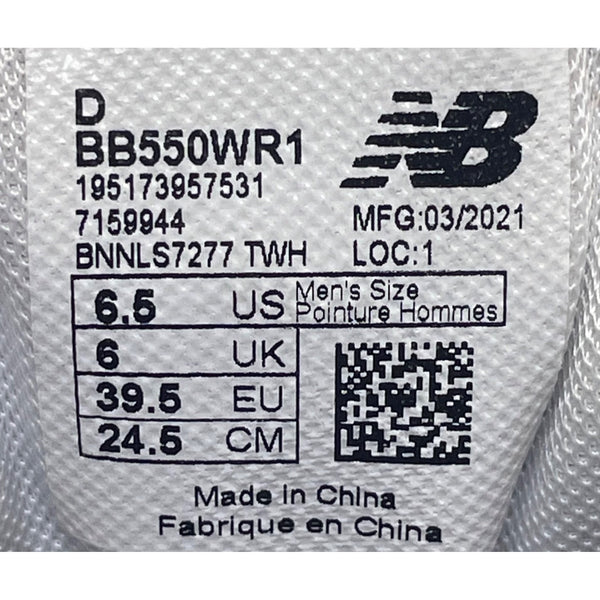 D
BB550WR1
195173957531
7159944
BNNLS7277 TWH
NB
MFG:03/2021
LOC:1
6.5 US Men's Size
Pointure Hommes
6 UK
39.5 EU
24.5 CM
Made in China
Fabrique en China